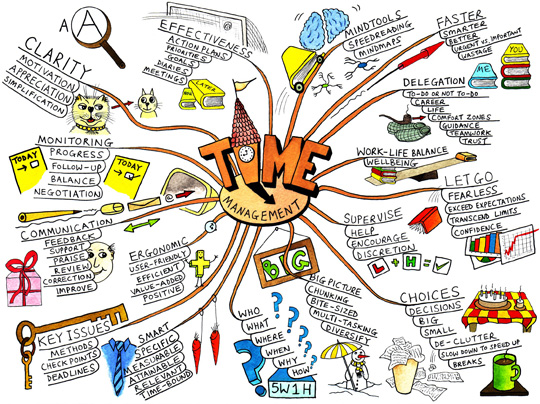 TIME
MANAGEMENT
CLARITY
MOTIVATION
APPRECIATION
SIMPLIFICATION
A
A
EFFECTIVENESS
ACTION PLANS
PRIORITIES
GOALS
DIARIES
MEETINGS
NOW
LATER
MINDTOOLS
SPEEDREADING
MINDMAPS
FASTER
SMARTER
BETTER
URGENT vs IMPORTANT
WASTAGE
ME
YOU
DELEGATION
TO-DO OR NOT TO-DO
CAREER
LIFE
COMFORT ZONES
GUIDANCE
TEAMWORK
TRUST
WORK-LIFE BALANCE
WELLBEING
LET GO
FEARLESS
EXCEED EXPECTATIONS
TRANSCEND LIMITS
CONFIDENCE
SUPERVISE
HELP
ENCOURAGE
DISCRETION
L + H = ✓
CHOICES
DECISIONS
BIG
SMALL
DE-CLUTTER
SLOW DOWN TO SPEED UP
BREAKS
BIG
BIG PICTURE
CHUNKING
BITE-SIZED
MULTI-TASKING
DIVERSIFY
WHO
WHAT
WHERE
WHEN
WHY
HOW
5W1H
SMART
SPECIFIC
MEASURABLE
ATTAINABLE
RELEVANT
TIME-BOUND
KEY ISSUES
METHODS
CHECKPOINTS
DEADLINES
ERGONOMIC
USER-FRIENDLY
EFFICIENT
VALUE-ADDED
POSITIVE
COMMUNICATION
FEEDBACK
SUPPORT
PRAISE
REVIEW
CORRECTION
IMPROVE
MONITORING
PROGRESS
FOLLOW-UP
BALANCE
NEGOTIATION
TODAY
TODAY